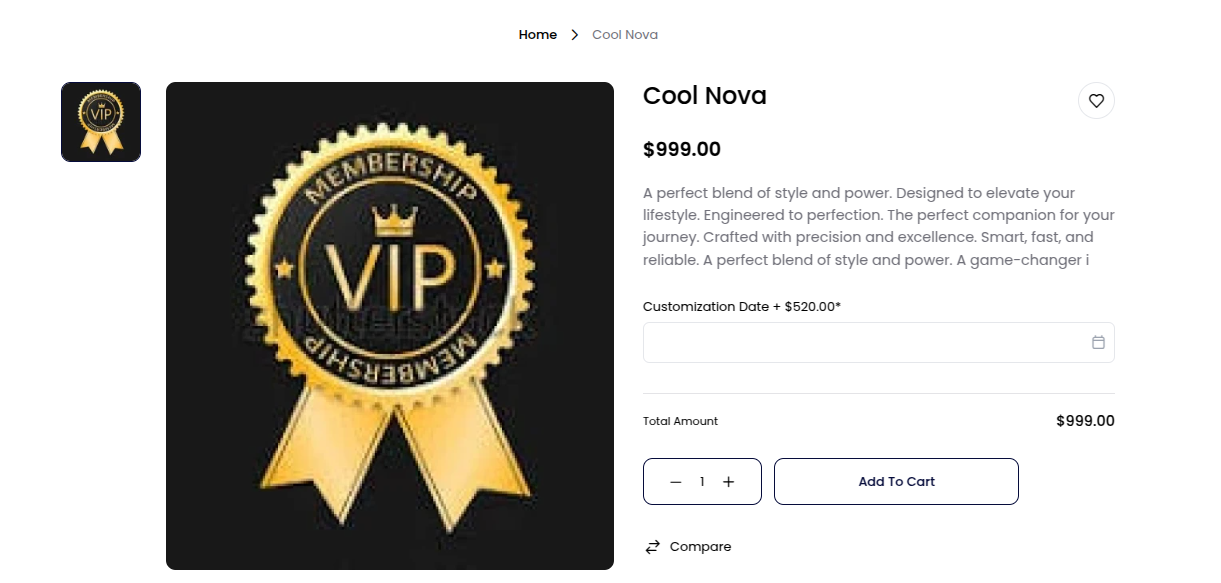 Home > Cool Nova
VIP
MEMBERSHIP
VIP
MEMBERSHIP
Cool Nova
$999.00
A perfect blend of style and power. Designed to elevate your
lifestyle. Engineered to perfection. The perfect companion for your
journey. Crafted with precision and excellence. Smart, fast, and
reliable. A perfect blend of style and power. A game-changer i
Customization Date + $520.00*
Total Amount
$999.00
1
Add To Cart
Compare